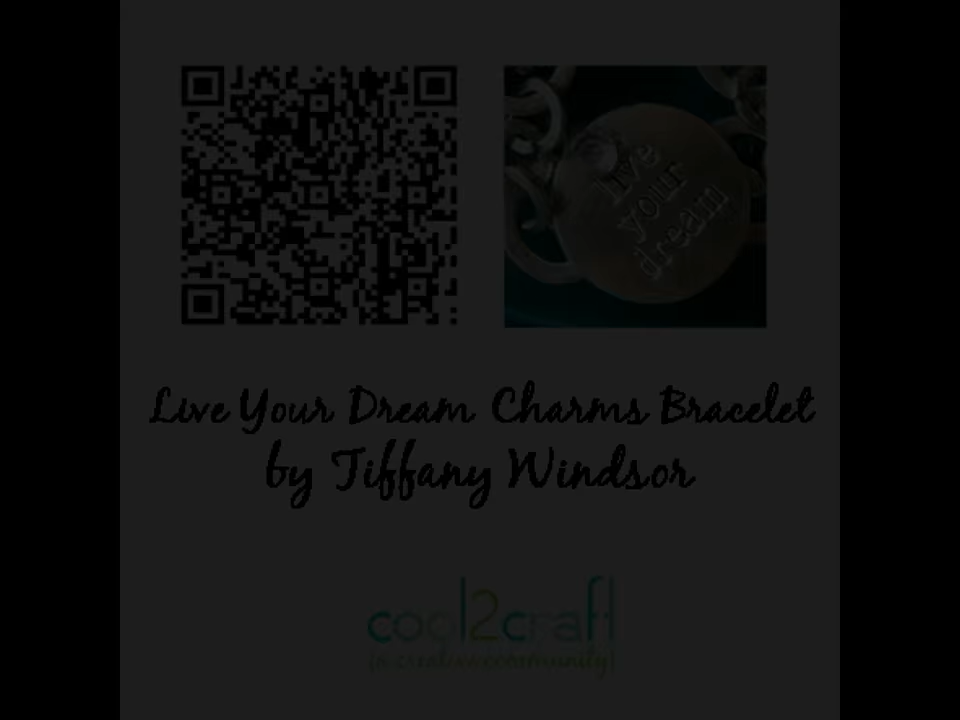 live
your
dream
Live Your Dream Charms Bracelet
by Tiffany Windsor
cool2craft
creative community